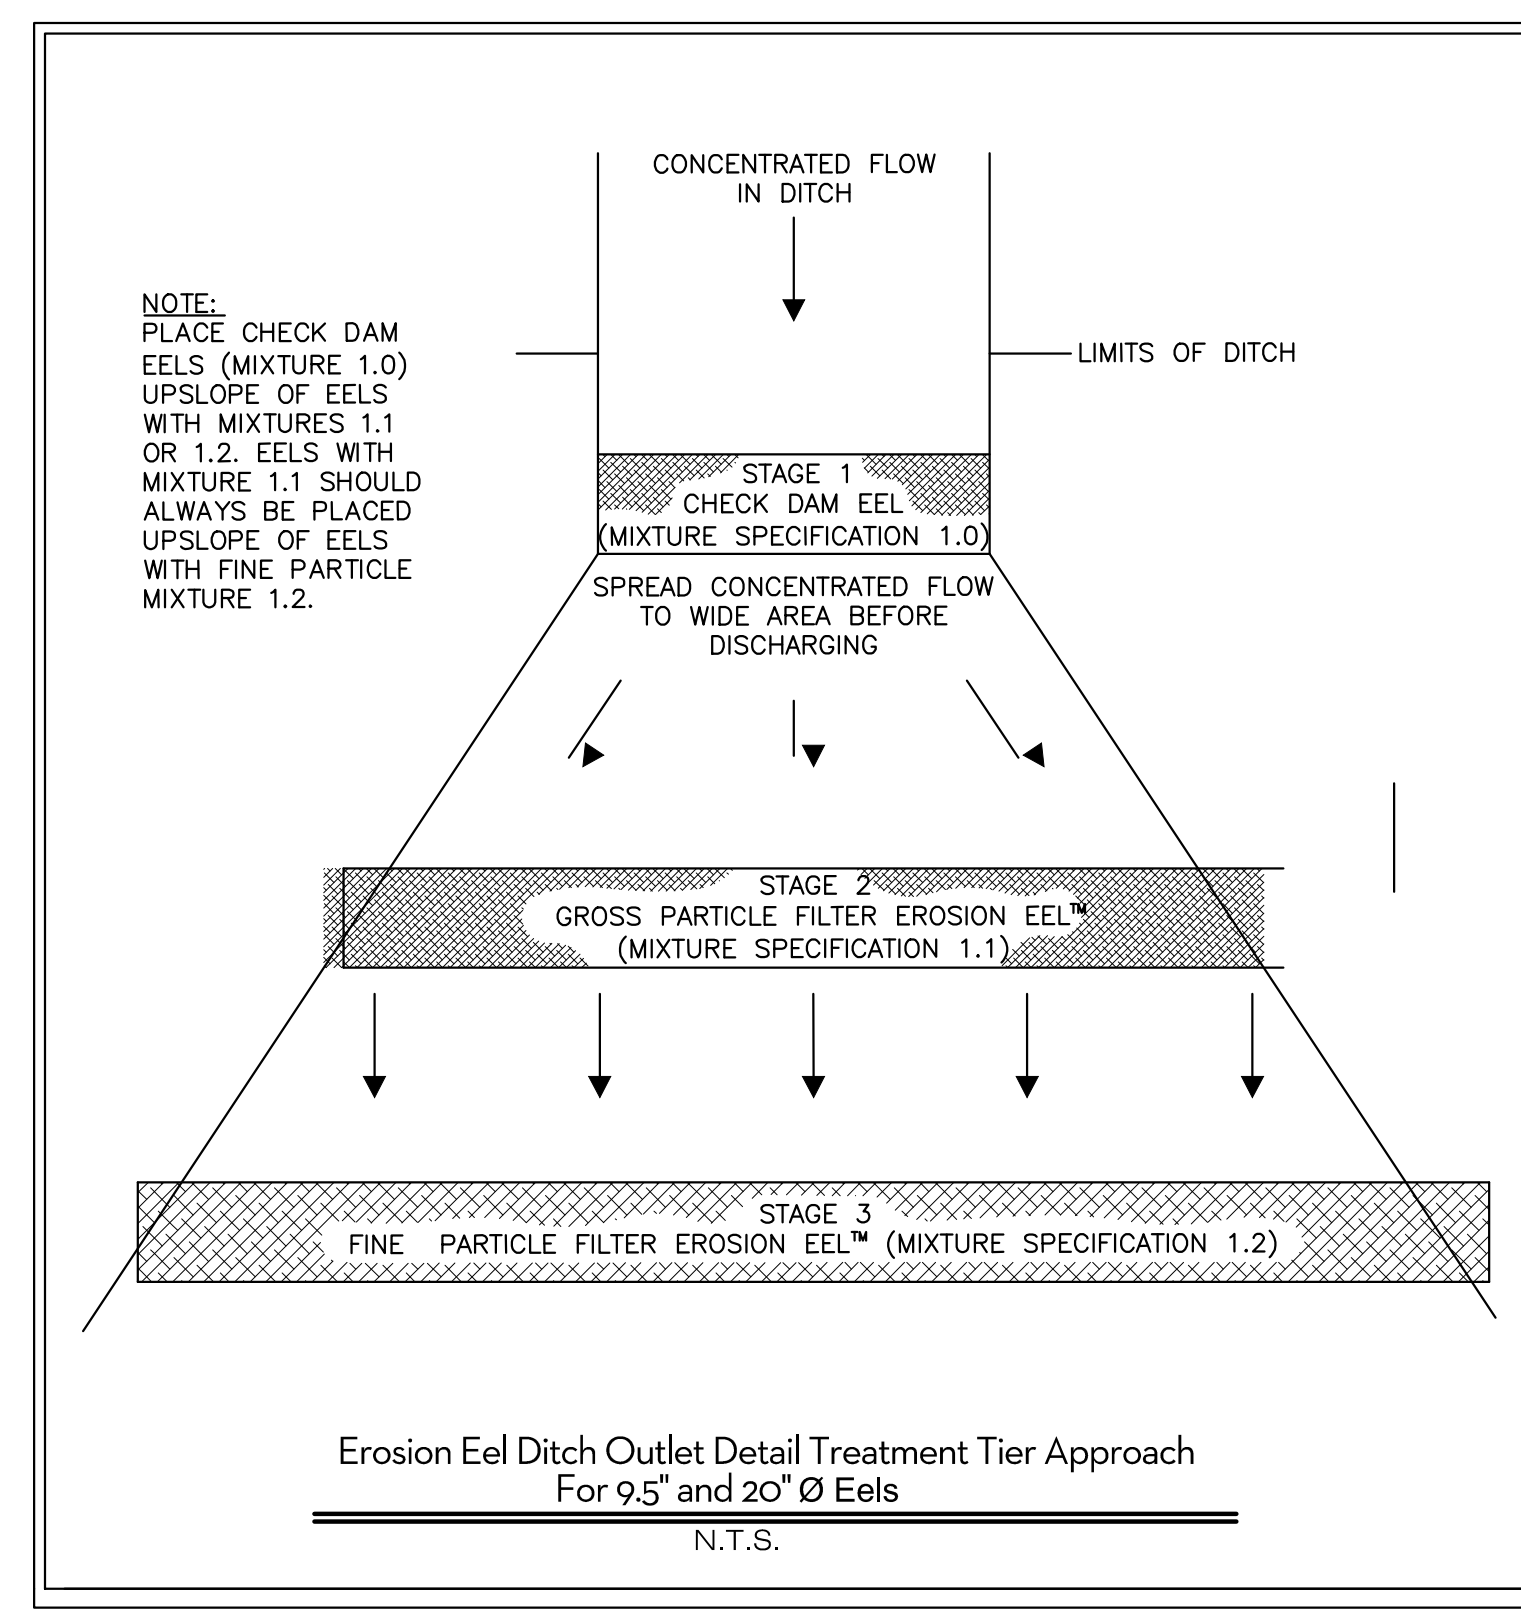 CONCENTRATED FLOW
IN DITCH
NOTE:
PLACE CHECK DAM
EELS (MIXTURE 1.0)
UPSLOPE OF EELS
WITH MIXTURES 1.1
OR 1.2. EELS WITH
MIXTURE 1.1 SHOULD
ALWAYS BE PLACED
UPSLOPE OF EELS
WITH FINE PARTICLE
MIXTURE 1.2.
LIMITS OF DITCH
STAGE 1
CHECK DAM EEL
(MIXTURE SPECIFICATION 1.0)
SPREAD CONCENTRATED FLOW
TO WIDE AREA BEFORE
DISCHARGING
STAGE 2
GROSS PARTICLE FILTER EROSION EEL™
(MIXTURE SPECIFICATION 1.1)
STAGE 3
FINE PARTICLE FILTER EROSION EEL™ (MIXTURE SPECIFICATION 1.2)
Erosion Eel Ditch Outlet Detail Treatment Tier Approach
For 9.5" and 20" Ø Eels
N.T.S.